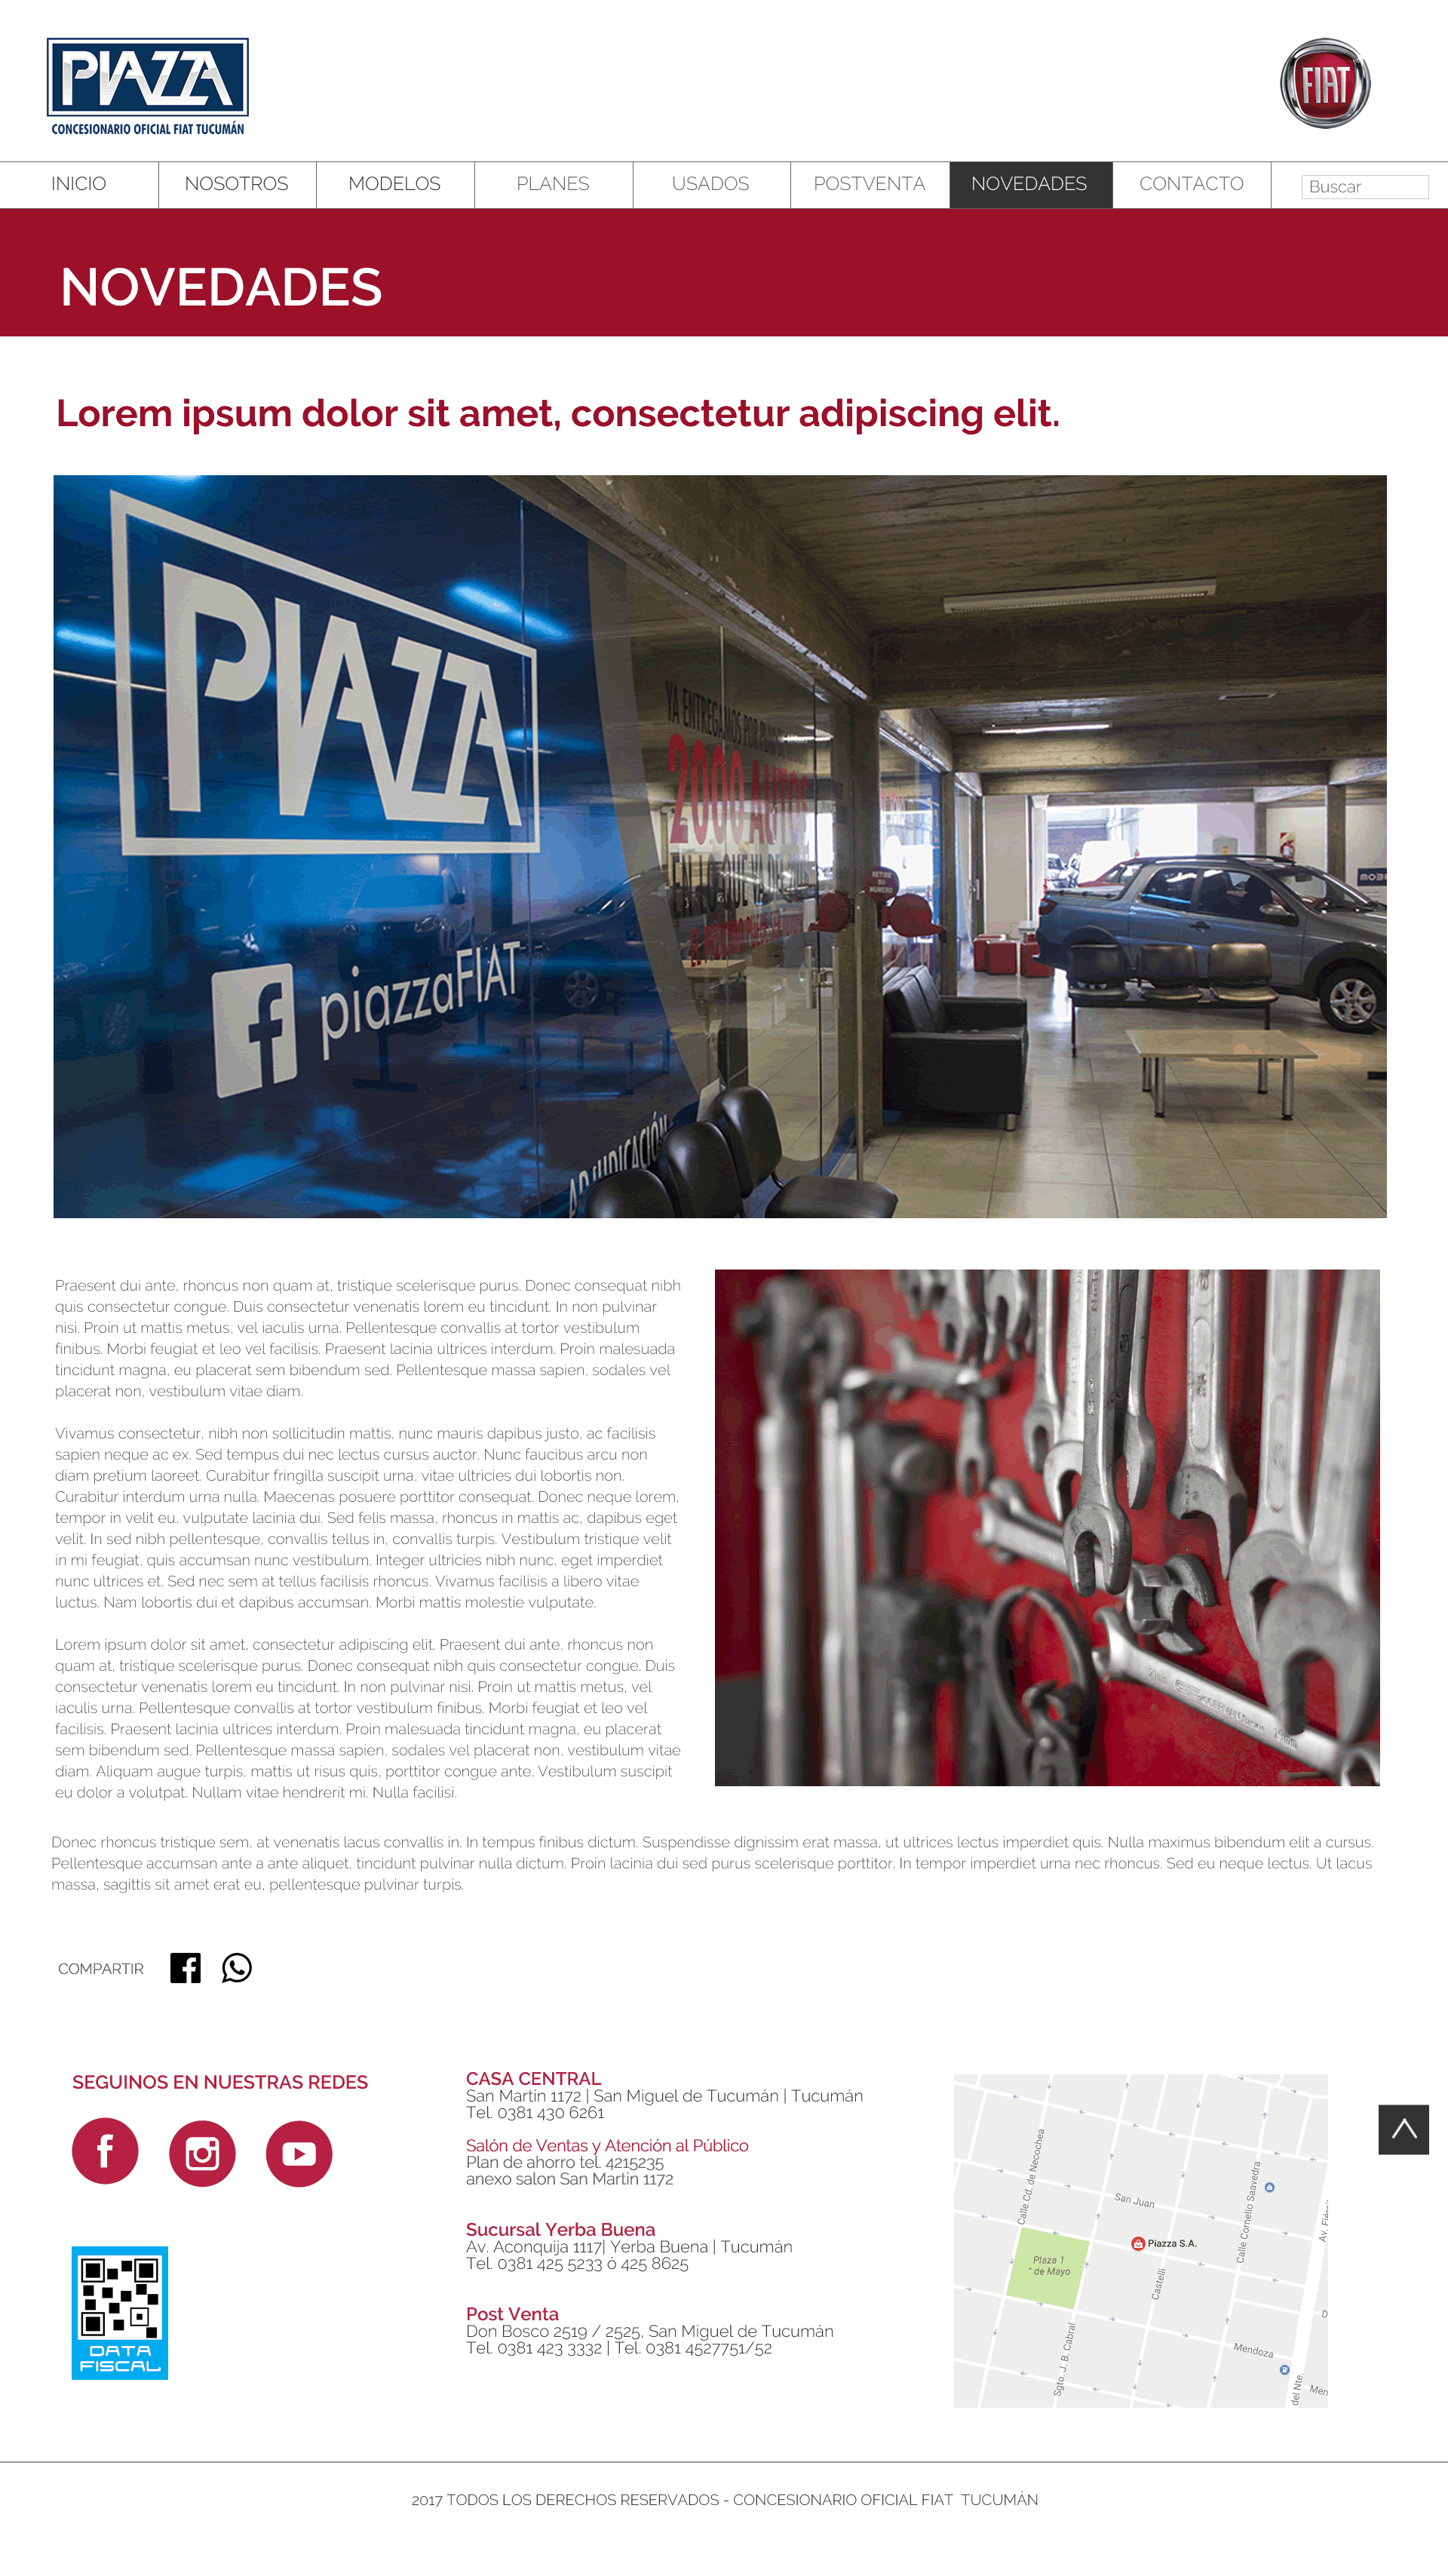 PIAZZA
CONCESIONARIO OFICIAL FIAT TUCUMÁN
FIAT
INICIO
NOSOTROS
MODELOS
PLANES
USADOS
POSTVENTA
NOVEDADES
CONTACTO
Buscar
NOVEDADES
Lorem ipsum dolor sit amet, consectetur adipiscing elit.
PIAZZA
YA ENTREGAMOS POR
2000 AUTOS
RETIRE
SU
NUMERO
piazzaFIAT
ADJUDICACIÓN
Praesent dui ante, rhoncus non quam at, tristique scelerisque purus. Donec consequat nibh
quis consectetur congue. Duis consectetur venenatis lorem eu tincidunt. In non pulvinar
nisi. Proin ut mattis metus, vel iaculis urna. Pellentesque convallis at tortor vestibulum
finibus. Morbi feugiat et leo vel facilisis. Praesent lacinia ultrices interdum. Proin malesuada
tincidunt magna, eu placerat sem bibendum sed. Pellentesque massa sapien, sodales vel
placerat non, vestibulum vitae diam.
Vivamus consectetur, nibh non sollicitudin mattis, nunc mauris dapibus justo, ac facilisis
sapien neque ac ex. Sed tempus dui nec lectus cursus auctor. Nunc faucibus arcu non
diam pretium laoreet. Curabitur fringilla suscipit urna, vitae ultricies dui lobortis non.
Curabitur interdum urna nulla. Maecenas posuere porttitor consequat. Donec neque lorem,
tempor in velit eu, vulputate lacinia dui. Sed felis massa, rhoncus in mattis ac, dapibus eget
velit. In sed nibh pellentesque, convallis tellus in, convallis turpis. Vestibulum tristique velit
in mi feugiat, quis accumsan nunc vestibulum. Integer ultricies nibh nunc, eget imperdiet
nunc ultrices et. Sed nec sem at tellus facilisis rhoncus. Vivamus facilisis a libero vitae
luctus. Nam lobortis dui et dapibus accumsan. Morbi mattis molestie vulputate.
Lorem ipsum dolor sit amet, consectetur adipiscing elit. Praesent dui ante, rhoncus non
quam at, tristique scelerisque purus. Donec consequat nibh quis consectetur congue. Duis
consectetur venenatis lorem eu tincidunt. In non pulvinar nisi. Proin ut mattis metus, vel
iaculis urna. Pellentesque convallis at tortor vestibulum finibus. Morbi feugiat et leo vel
facilisis. Praesent lacinia ultrices interdum. Proin malesuada tincidunt magna, eu placerat
sem bibendum sed. Pellentesque massa sapien, sodales vel placerat non, vestibulum vitae
diam. Aliquam augue turpis, mattis ut risus quis, porttitor congue ante. Vestibulum suscipit
eu dolor a volutpat. Nullam vitae hendrerit mi. Nulla facilisi.
Donec rhoncus tristique sem, at venenatis lacus convallis in. In tempus finibus dictum. Suspendisse dignissim erat massa, ut ultrices lectus imperdiet quis. Nulla maximus bibendum elit a cursus.
Pellentesque accumsan ante a ante aliquet, tincidunt pulvinar nulla dictum. Proin lacinia dui sed purus scelerisque porttitor. In tempor imperdiet urna nec rhoncus. Sed eu neque lectus. Ut lacus
massa, sagittis sit amet erat eu, pellentesque pulvinar turpis.
COMPARTIR
SEGUINOS EN NUESTRAS REDES
DATA
FISCAL
CASA CENTRAL
San Martin 1172 | San Miguel de Tucumán | Tucumán
Tel. 0381 430 6261
Salón de Ventas y Atención al Público
Plan de ahorro tel. 4215235
anexo salon San Martin 1172
Sucursal Yerba Buena
Av. Aconquija 1117| Yerba Buena | Tucumán
Tel. 0381 425 5233 ó 425 8625
Post Venta
Don Bosco 2519 / 2525, San Miguel de Tucumán
Tel. 0381 423 3332 | Tel. 0381 4527751/52
Calle Cd. de Necochea
San Juan
Calle Cornelio Saavedra
Piazza S.A.
Plaza 1
° de Mayo
Castelli
Sgto. J. B. Cabral
Mendoza
del Nte.
Men
D
2017 TODOS LOS DERECHOS RESERVADOS - CONCESIONARIO OFICIAL FIAT TUCUMÁN